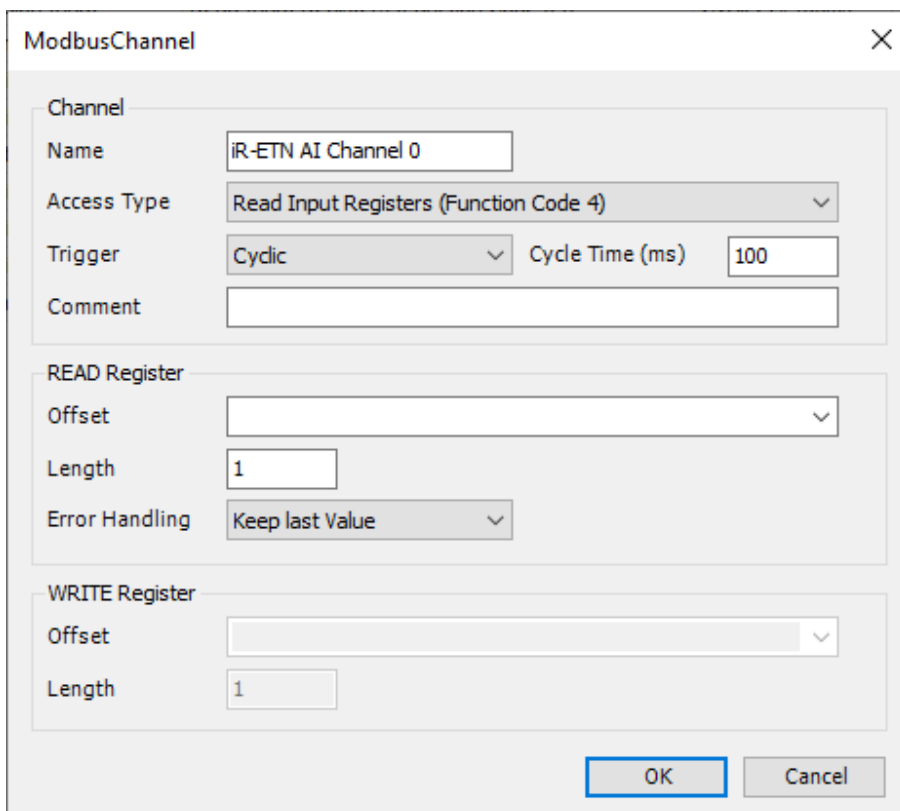 ModbusChannel
Channel
Name iR-ETN AI Channel 0
Access Type Read Input Registers (Function Code 4)
Trigger Cyclic Cycle Time (ms) 100
Comment
READ Register
Offset
Length 1
Error Handling Keep last Value
WRITE Register
Offset
Length 1
OK Cancel